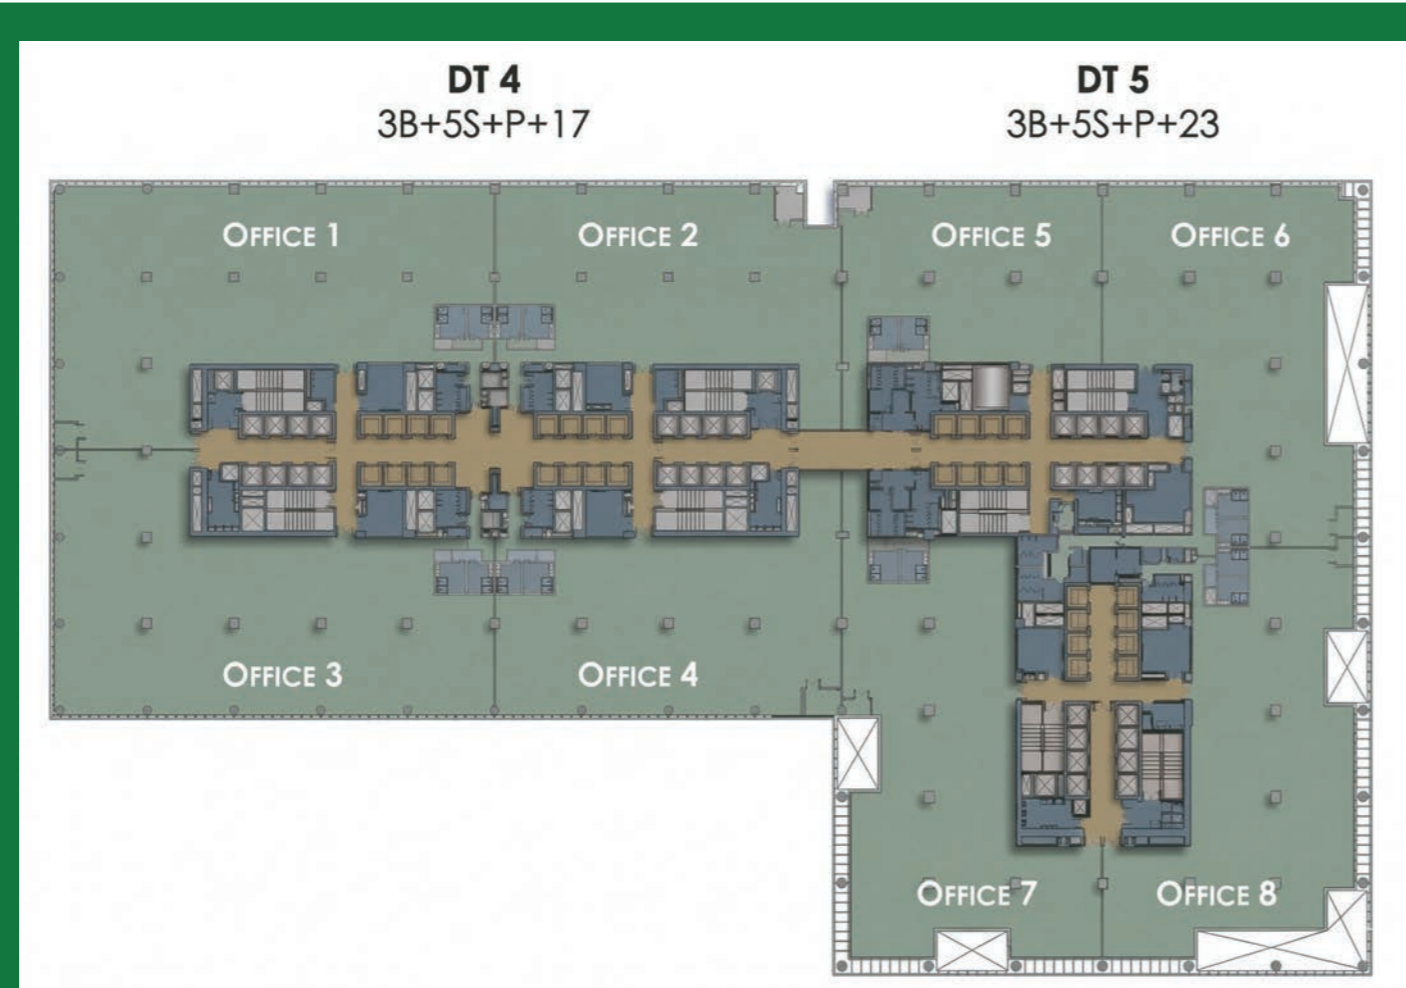 DT 4
3B+5S+P+17
DT 5
3B+5S+P+23
OFFICE 1
OFFICE 2
OFFICE 5
OFFICE 6
OFFICE 3
OFFICE 4
OFFICE 7
OFFICE 8